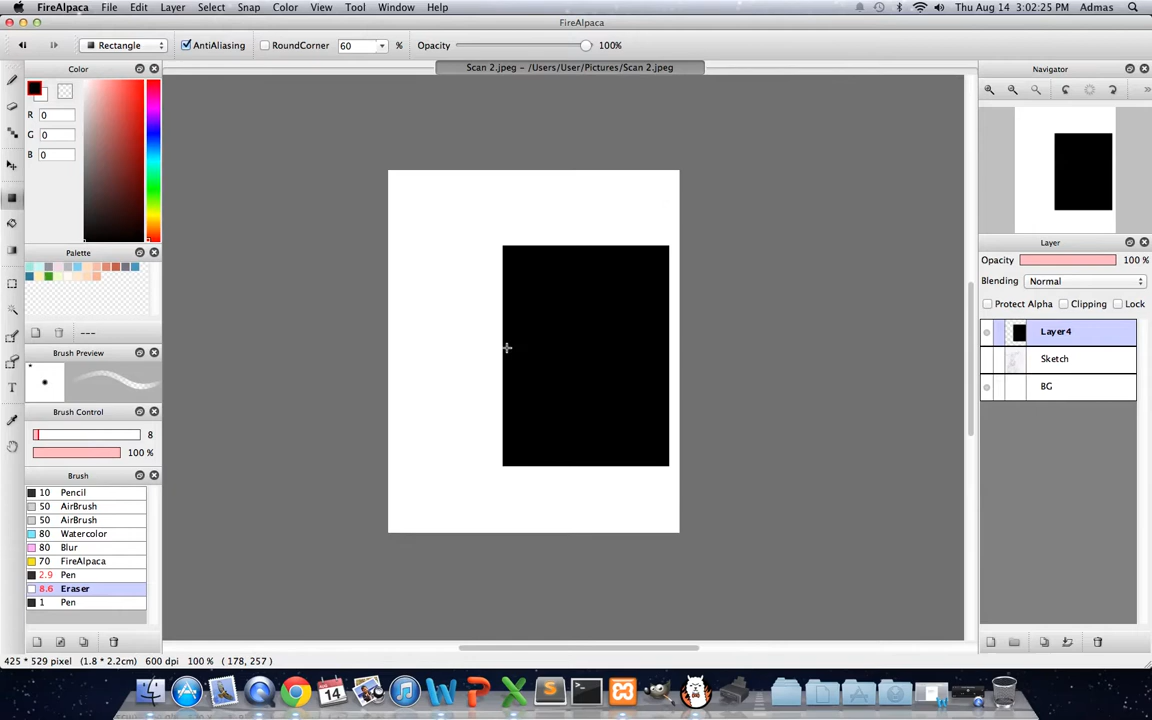 FireAlpaca File Edit Layer Select Snap Color View Tool Window Help Thu Aug 14 3:02:25 PM Admas
FireAlpaca
Rectangle AntiAliasing RoundCorner 60 % Opacity 100%
Color
Scan 2.jpeg – /Users/User/Pictures/Scan 2.jpeg
Navigator
R 0
G 0
B 0
Palette
---
Brush Preview
*
Brush Control
8
100 %
Brush
10 Pencil
50 AirBrush
50 AirBrush
80 Watercolor
80 Blur
70 FireAlpaca
2.9 Pen
8.6 Eraser
1 Pen
Layer
Opacity 100 %
Blending Normal
Protect Alpha Clipping Lock
Layer4
Sketch
BG
425 * 529 pixel (1.8 * 2.2cm) 600 dpi 100 % ( 178, 257 )
14